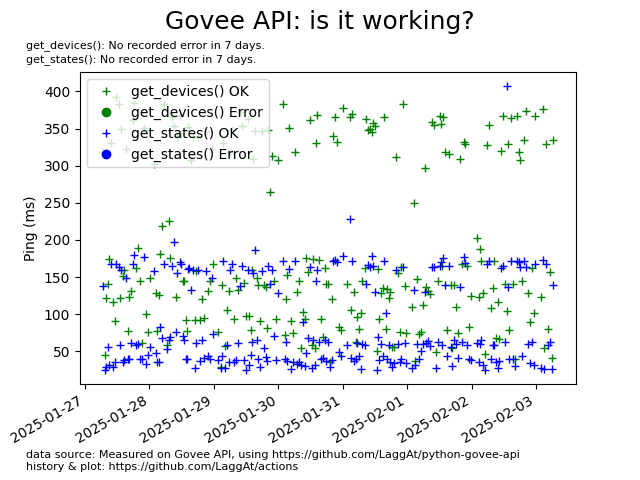 Govee API: is it working?
get_devices(): No recorded error in 7 days.
get_states(): No recorded error in 7 days.
get_devices() OK
get_devices() Error
get_states() OK
get_states() Error
Ping (ms)
400
350
300
250
200
150
100
50
2025-01-27
2025-01-28
2025-01-29
2025-01-30
2025-01-31
2025-02-01
2025-02-02
2025-02-03
data source: Measured on Govee API, using https://github.com/LaggAt/python-govee-api
history & plot: https://github.com/LaggAt/actions